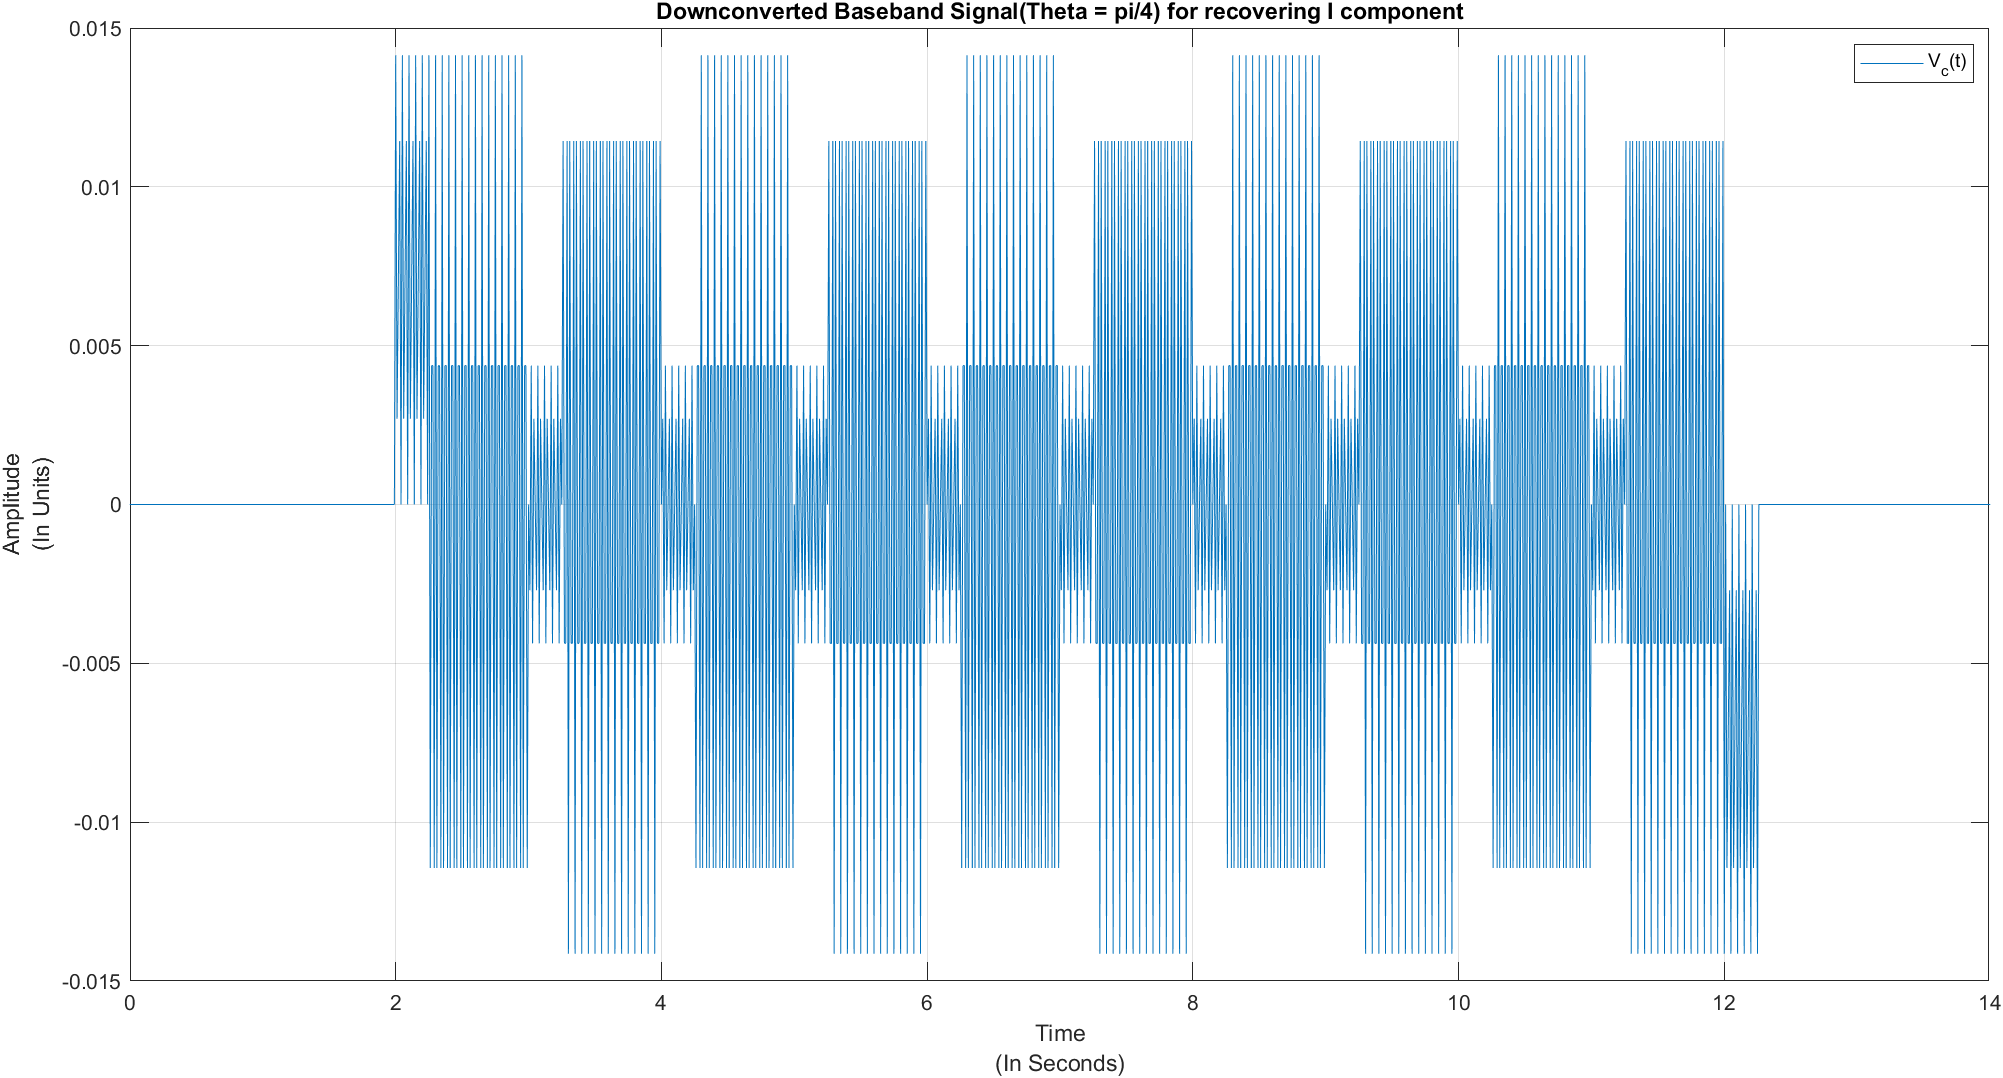 Downconverted Baseband Signal(Theta = pi/4) for recovering I component
V_c(t)
0.015
0.01
0.005
0
-0.005
-0.01
-0.015
Amplitude
(In Units)
0 2 4 6 8 10 12 14
Time
(In Seconds)